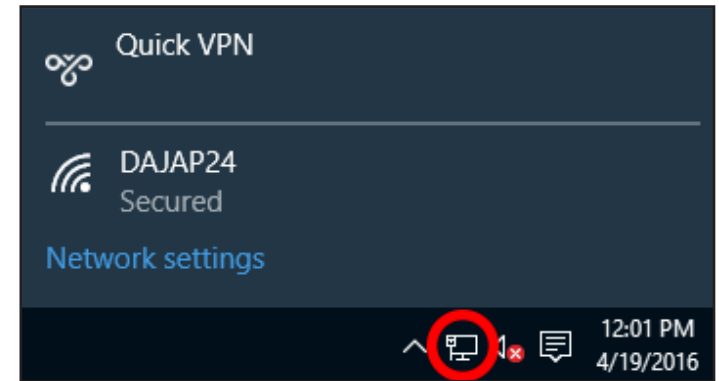 Quick VPN
DAJAP24
Secured
Network settings
12:01 PM
4/19/2016